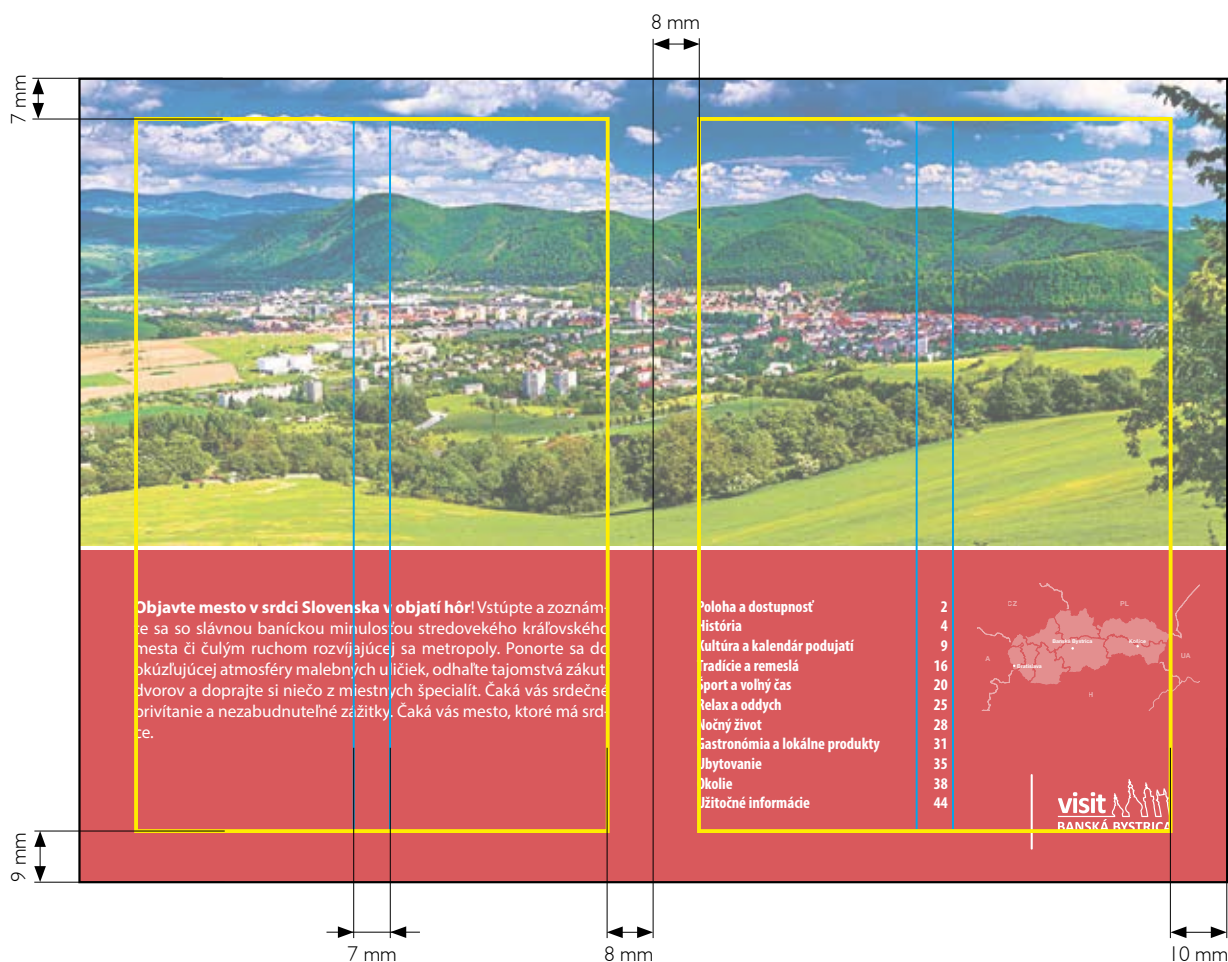 8 mm
7 mm
Objavte mesto v srdci Slovenska v objatí hôr! Vstúpte a zoznám-
te sa so slávnou baníckou minulosťou stredovekého kráľovského
mesta či čulým ruchom rozvíjajúcej sa metropoly. Ponorte sa do
okúzľujúcej atmosféry malebných uličiek, odhaľte tajomstvá zákut
dvorov a doprajte si niečo z miestnych špecialít. Čaká vás srdečné
privítanie a nezabudnuteľné zážitky. Čaká vás mesto, ktoré má srd-
ce.
Poloha a dostupnosť 2
História 4
Kultúra a kalendár podujatí 9
Tradície a remeslá 16
Šport a voľný čas 20
Relax a oddych 25
Nočný život 28
Gastronómia a lokálne produkty 31
Ubytovanie 35
Okolie 38
Užitočné informácie 44
CZ
PL
A
UA
H
Banská Bystrica
Košice
Bratislava
visit
BANSKÁ BYSTRICA
9 mm
7 mm
8 mm
10 mm